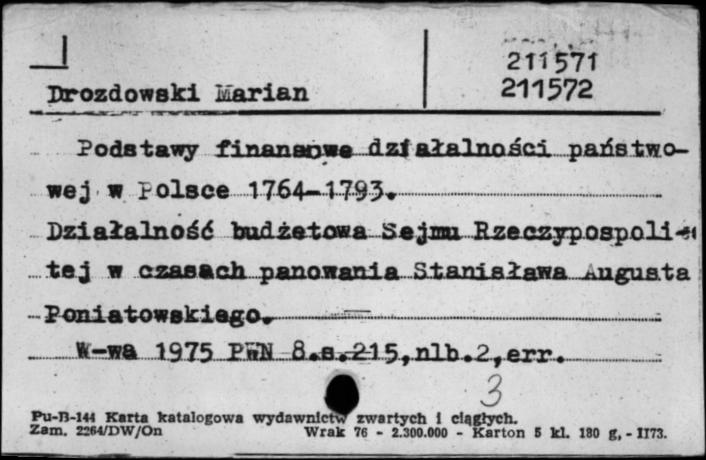 211571
Drozdowski Marian
211572
Podstawy finansowe działalności państwo-
wej w Polsce 1764-1793.
Działalność budżetowa Sejmu Rzeczypospoli-
tej w czasach panowania Stanisława Augusta
Poniatowskiego.
W-wa 1975 PWN 8.s.215,nlb.2,err.
3
Pu-B-144 Karta katalogowa wydawnictw zwartych i ciągłych.
Zam. 2264/DW/On Wrak 76 - 2.300.000 - Karton 5 kl. 180 g, - II73.